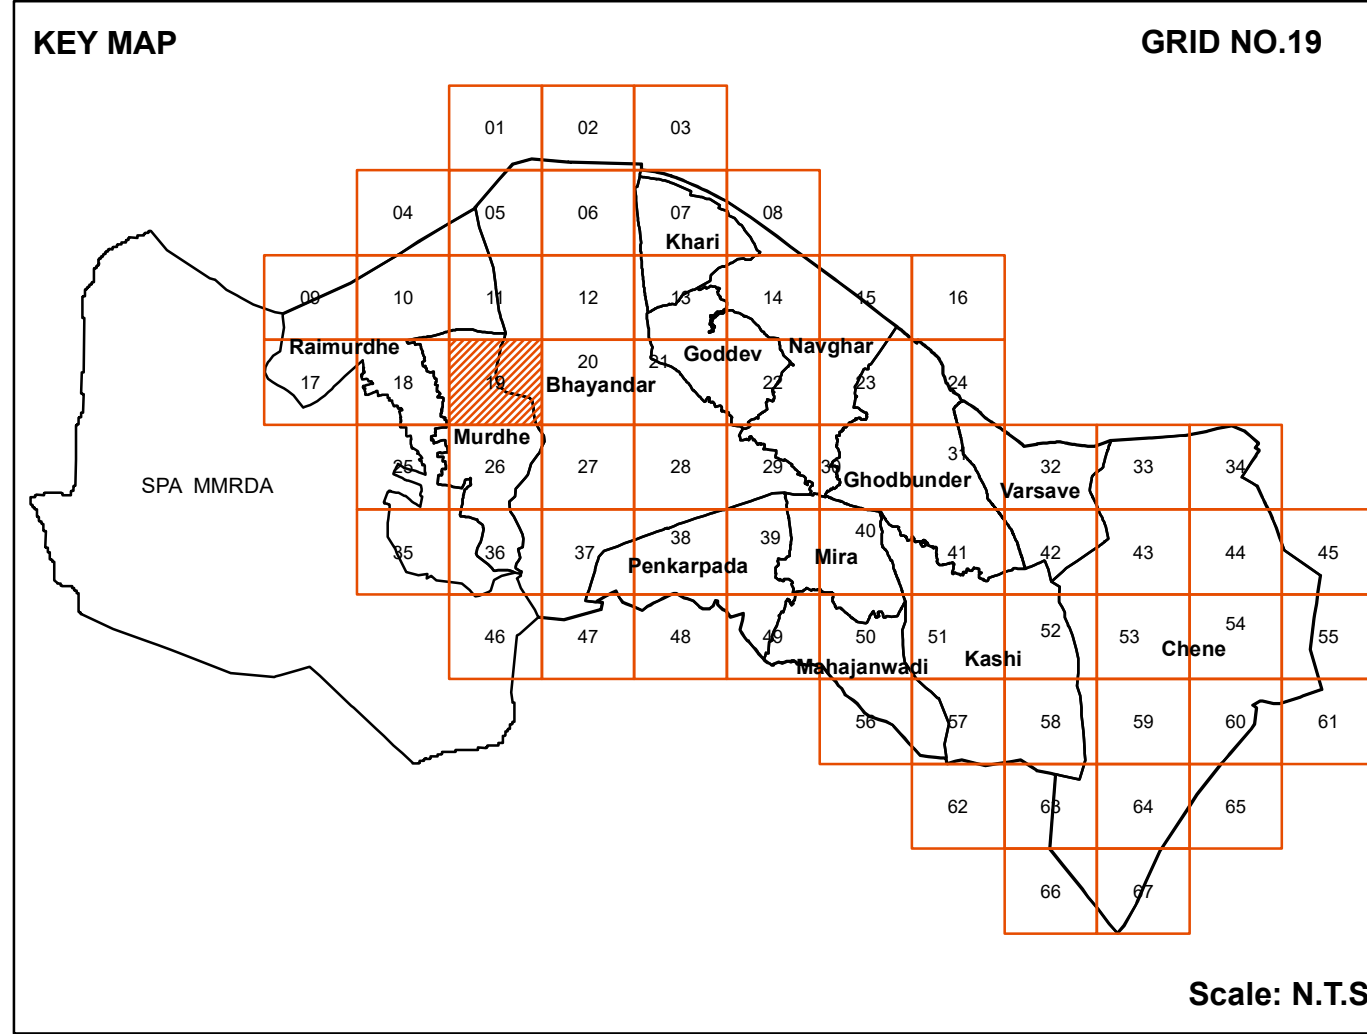 KEY MAP
GRID NO.19
01 02 03
04 05 06 07 08
Khari
09 10 11 12 13 14 15 16
Raimurdhe Goddev Navghar
17 18 19 20 21 22 23 24
Bhayandar
Murdhe
25 26 27 28 29 30 31 32 33 34
SPA MMRDA
Ghodbunder Varsave
35 36 37 38 39 40 41 42 43 44 45
Penkarpada Mira
46 47 48 49 50 51 52 53 54 55
Mahajanwadi Kashi Chene
56 57 58 59 60 61
62 63 64 65
66 67
Scale: N.T.S